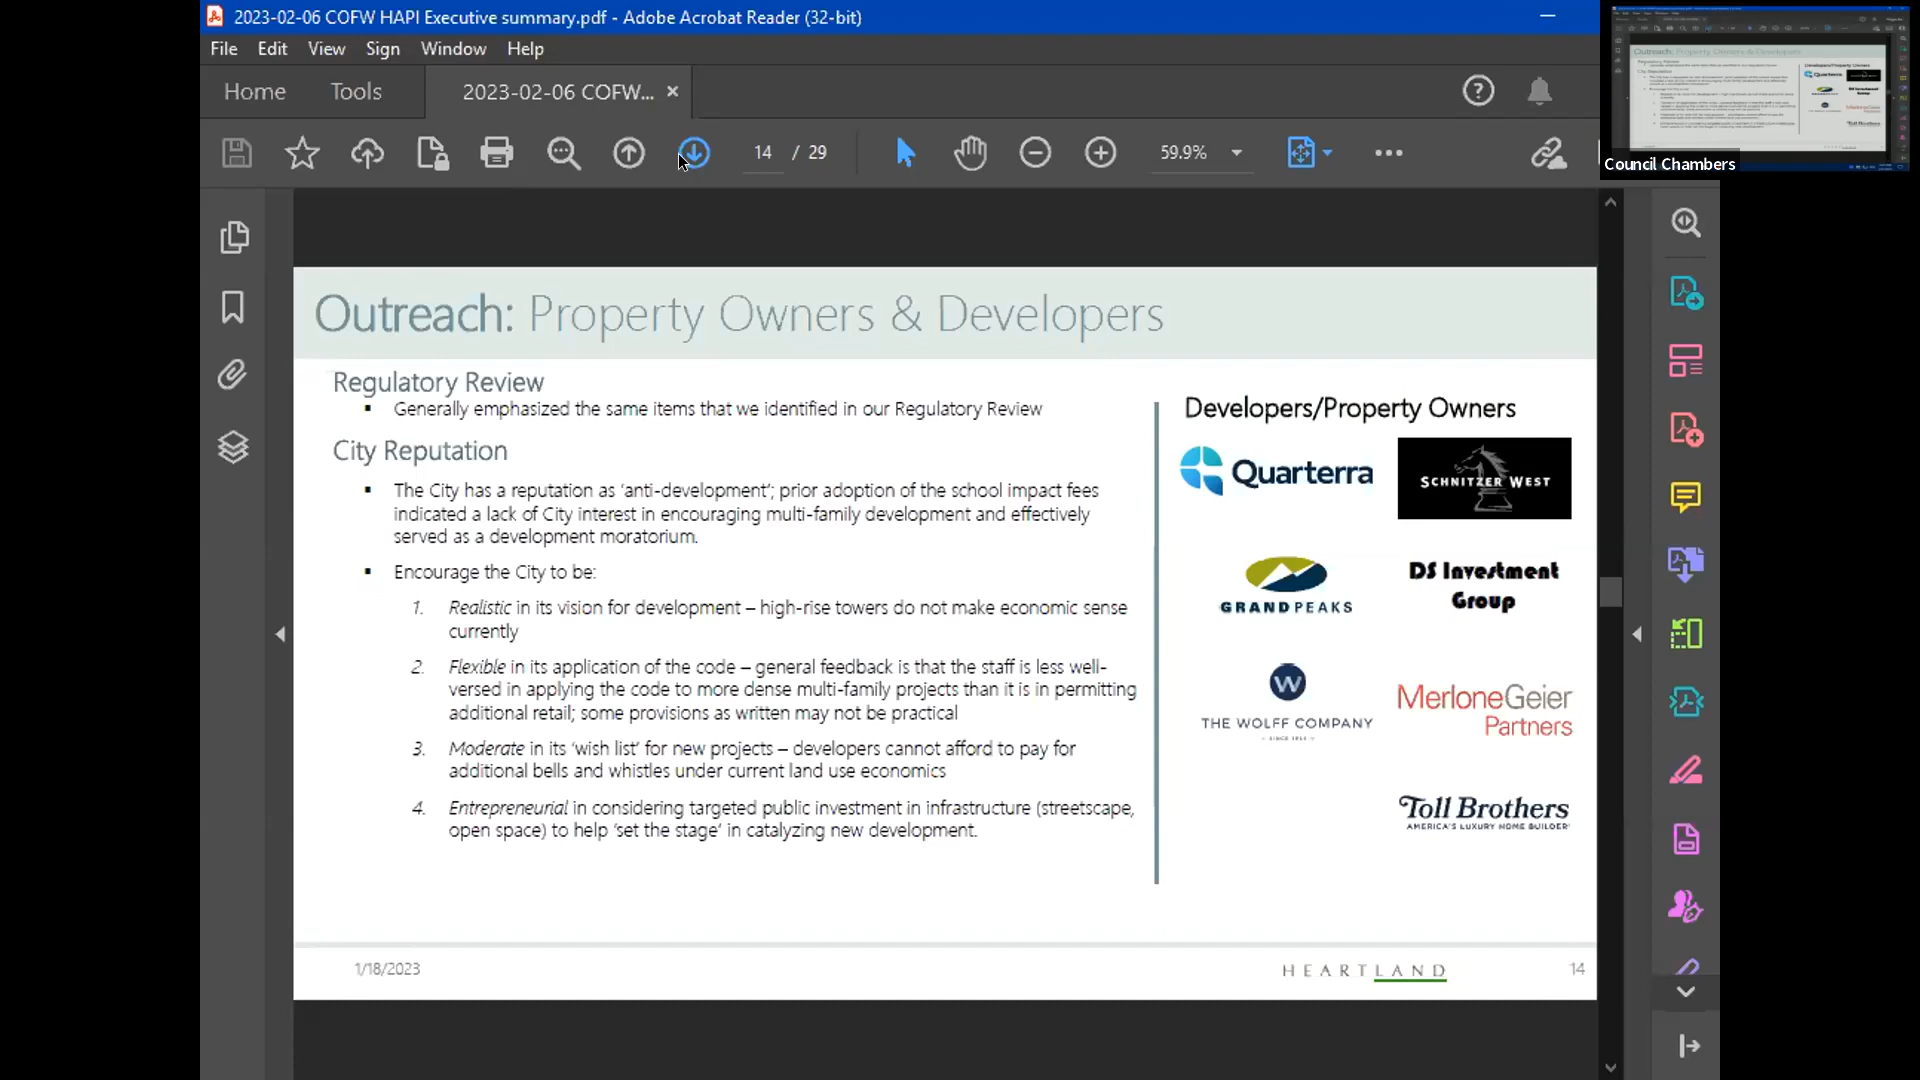 2023-02-06 COFW HAPI Executive summary.pdf - Adobe Acrobat Reader (32-bit)
File Edit View Sign Window Help
Home Tools 2023-02-06 COFW... ×
14 / 29 59.9%
Council Chambers
Outreach: Property Owners & Developers
Regulatory Review
▪ Generally emphasized the same items that we identified in our Regulatory Review
City Reputation
▪ The City has a reputation as ‘anti-development’; prior adoption of the school impact fees
indicated a lack of City interest in encouraging multi-family development and effectively
served as a development moratorium.
▪ Encourage the City to be:
1. Realistic in its vision for development – high-rise towers do not make economic sense
currently
2. Flexible in its application of the code – general feedback is that the staff is less well-
versed in applying the code to more dense multi-family projects than it is in permitting
additional retail; some provisions as written may not be practical
3. Moderate in its ‘wish list’ for new projects – developers cannot afford to pay for
additional bells and whistles under current land use economics
4. Entrepreneurial in considering targeted public investment in infrastructure (streetscape,
open space) to help ‘set the stage’ in catalyzing new development.
Developers/Property Owners
Quarterra
SCHNITZER WEST
GRAND PEAKS
DS Investment
Group
W
THE WOLFF COMPANY
MerloneGeier
Partners
Toll Brothers
AMERICA'S LUXURY HOME BUILDER
1/18/2023
HEARTLAND
14